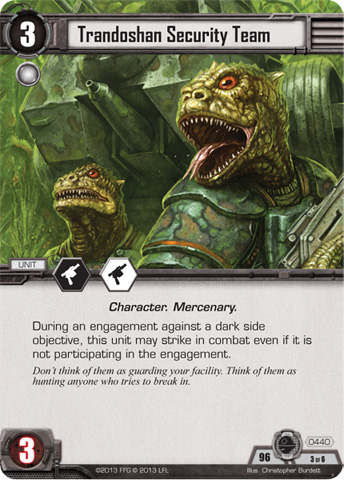 3
Trandoshan Security Team
UNIT
Character. Mercenary.
During an engagement against a dark side
objective, this unit may strike in combat even if it is
not participating in the engagement.
Don't think of them as guarding your facility. Think of them as
hunting anyone who tries to break in.
3
96
3 of 6
0440
©2013 FFG © 2013 LFL
Illus. Christopher Burdett